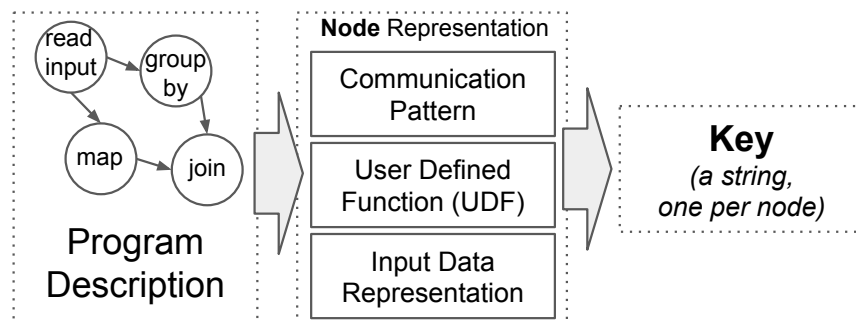 read
input
group
by
map
join
Program
Description
Node Representation
Communication
Pattern
User Defined
Function (UDF)
Input Data
Representation
Key
(a string,
one per node)